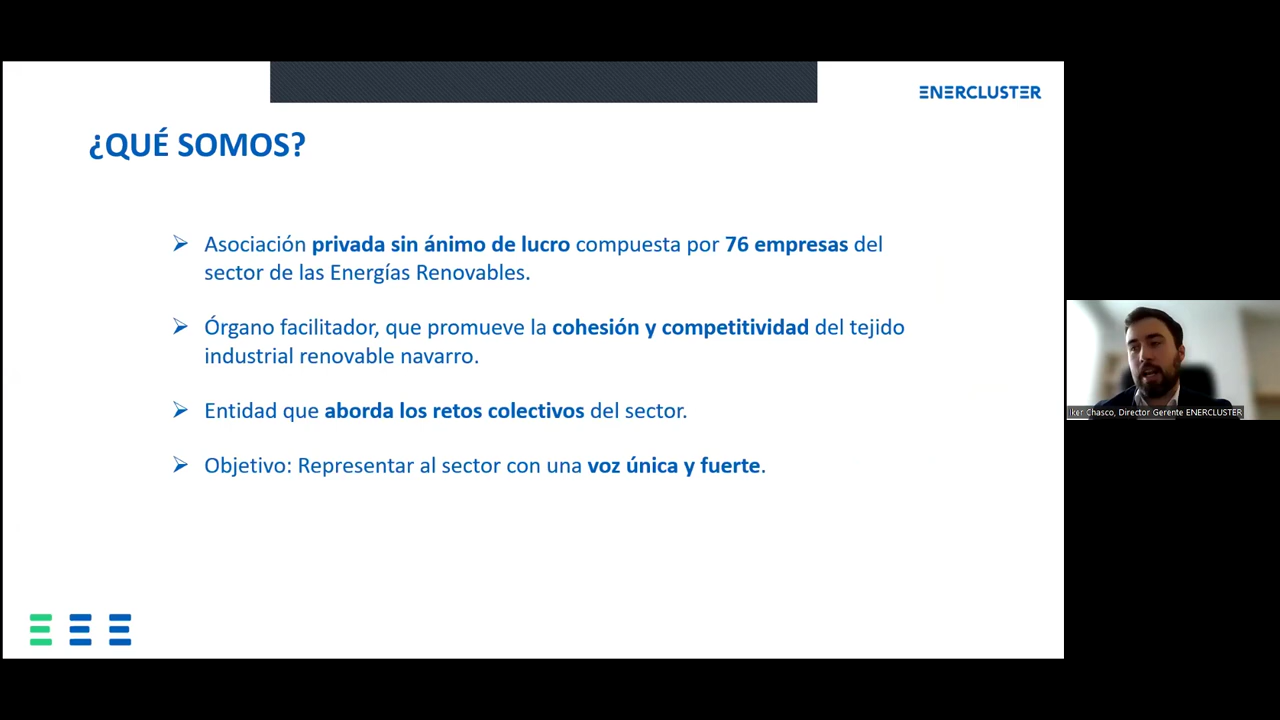 ENERCLUSTER
¿QUÉ SOMOS?
➢ Asociación privada sin ánimo de lucro compuesta por 76 empresas del
sector de las Energías Renovables.
➢ Órgano facilitador, que promueve la cohesión y competitividad del tejido
industrial renovable navarro.
➢ Entidad que aborda los retos colectivos del sector.
➢ Objetivo: Representar al sector con una voz única y fuerte.
Iker Chasco, Director Gerente ENERCLUSTER